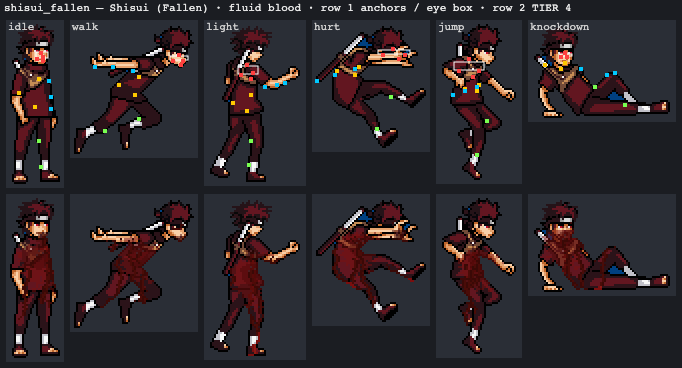 shisui_fallen — Shisui (Fallen) · fluid blood · row 1 anchors / eye box · row 2 TIER 4
idle walk light hurt jump knockdown